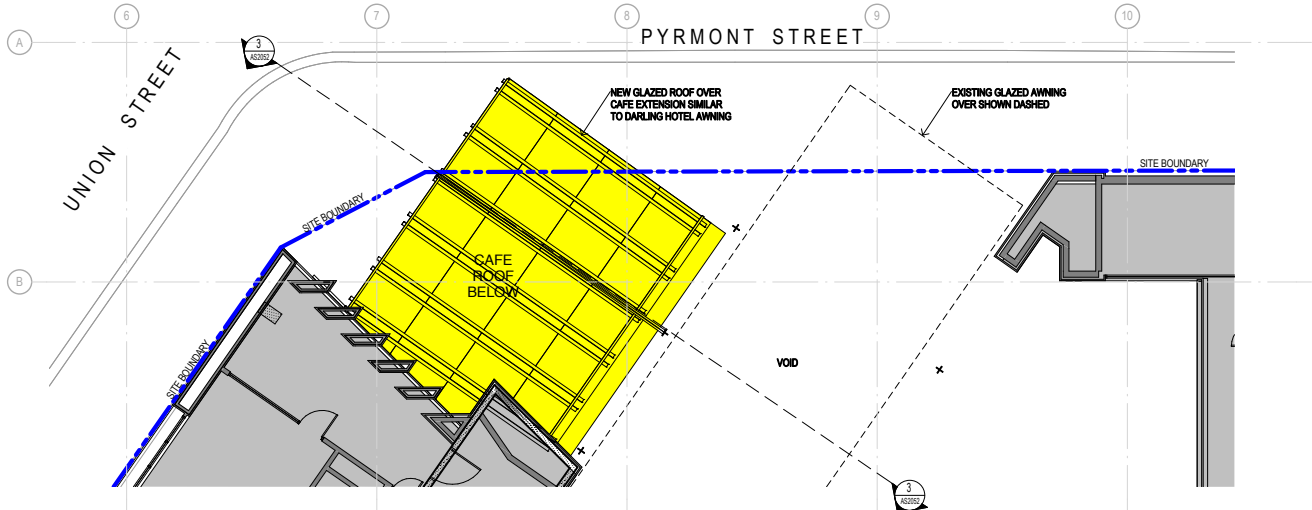 6
7
8
9
10
A
B
3
AS2052
PYRMONT STREET
UNION STREET
NEW GLAZED ROOF OVER
CAFE EXTENSION SIMILAR
TO DARLING HOTEL AWNING
EXISTING GLAZED AWNING
OVER SHOWN DASHED
SITE BOUNDARY
SITE BOUNDARY
CAFE
ROOF
BELOW
SITE BOUNDARY
VOID
3
AS2052